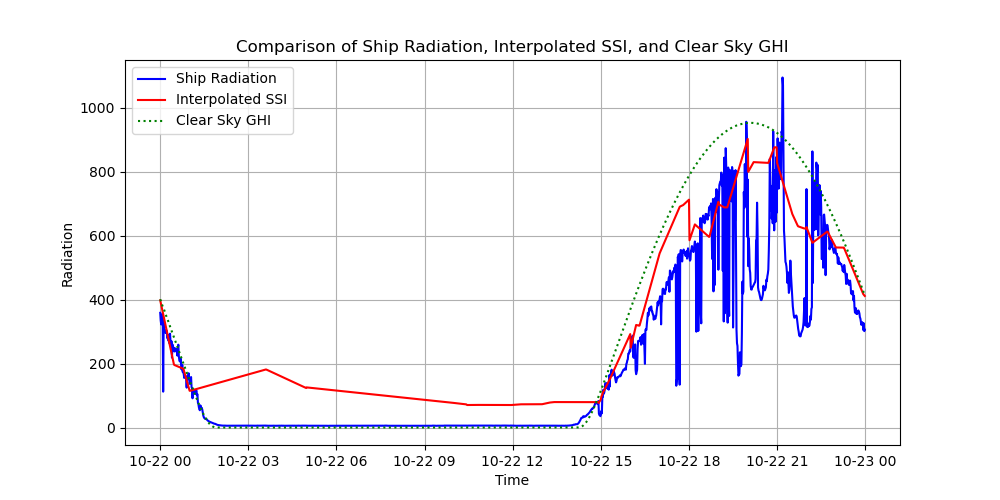 Comparison of Ship Radiation, Interpolated SSI, and Clear Sky GHI
Ship Radiation
Interpolated SSI
Clear Sky GHI
Radiation
1000
800
600
400
200
0
10-22 00 10-22 03 10-22 06 10-22 09 10-22 12 10-22 15 10-22 18 10-22 21 10-23 00
Time